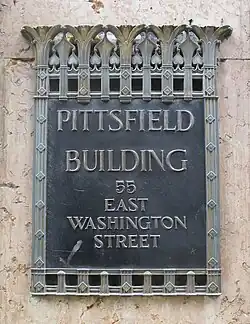 PITTSFIELD
BUILDING
55
EAST
WASHINGTON
STREET